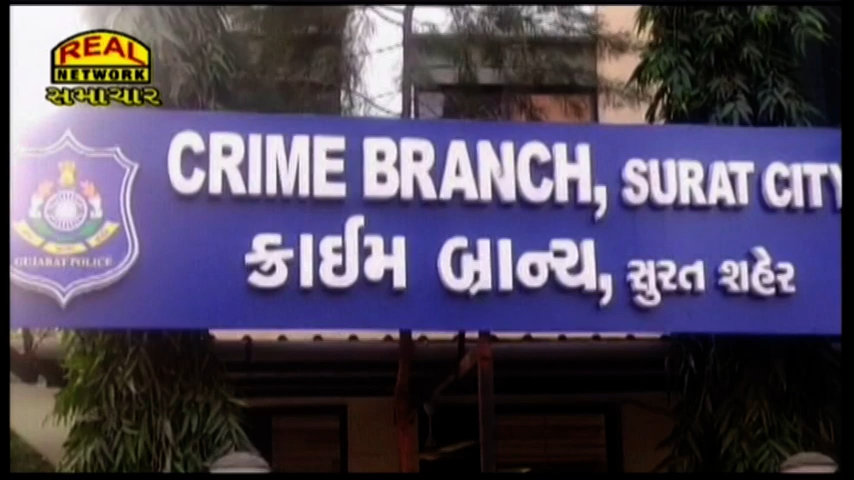 REAL
NETWORK
સમાચાર
CRIME BRANCH, SURAT CITY
ક્રાઈમ બ્રાન્ચ, સુરત શહેર
GUJARAT POLICE